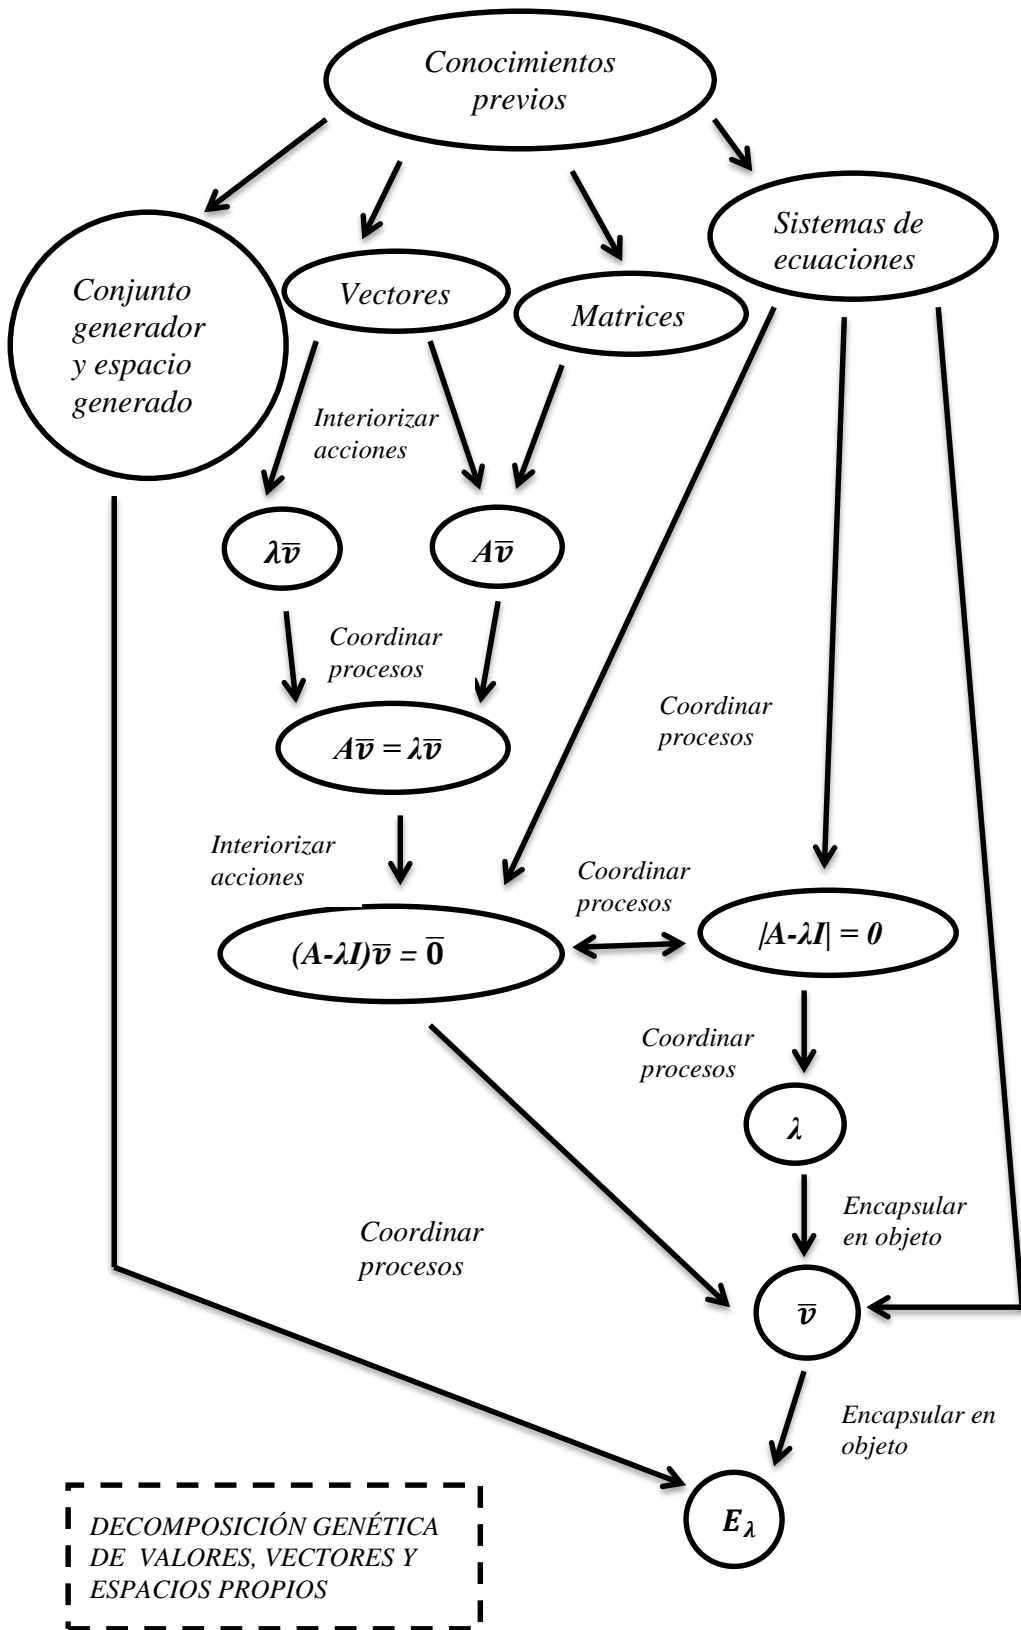 Conocimientos
previos
Sistemas de
ecuaciones
Conjunto
generador
y espacio
generado
Vectores
Matrices
Interiorizar
acciones
λv̅
Av̅
Coordinar
procesos
Coordinar
procesos
Av̅ = λv̅
Interiorizar
acciones
Coordinar
procesos
(A-λI)v̅ = 0̅
|A-λI| = 0
Coordinar
procesos
λ
Encapsular
en objeto
Coordinar
procesos
v̅
Encapsular en
objeto
E_λ
DECOMPOSICIÓN GENÉTICA
DE VALORES, VECTORES Y
ESPACIOS PROPIOS